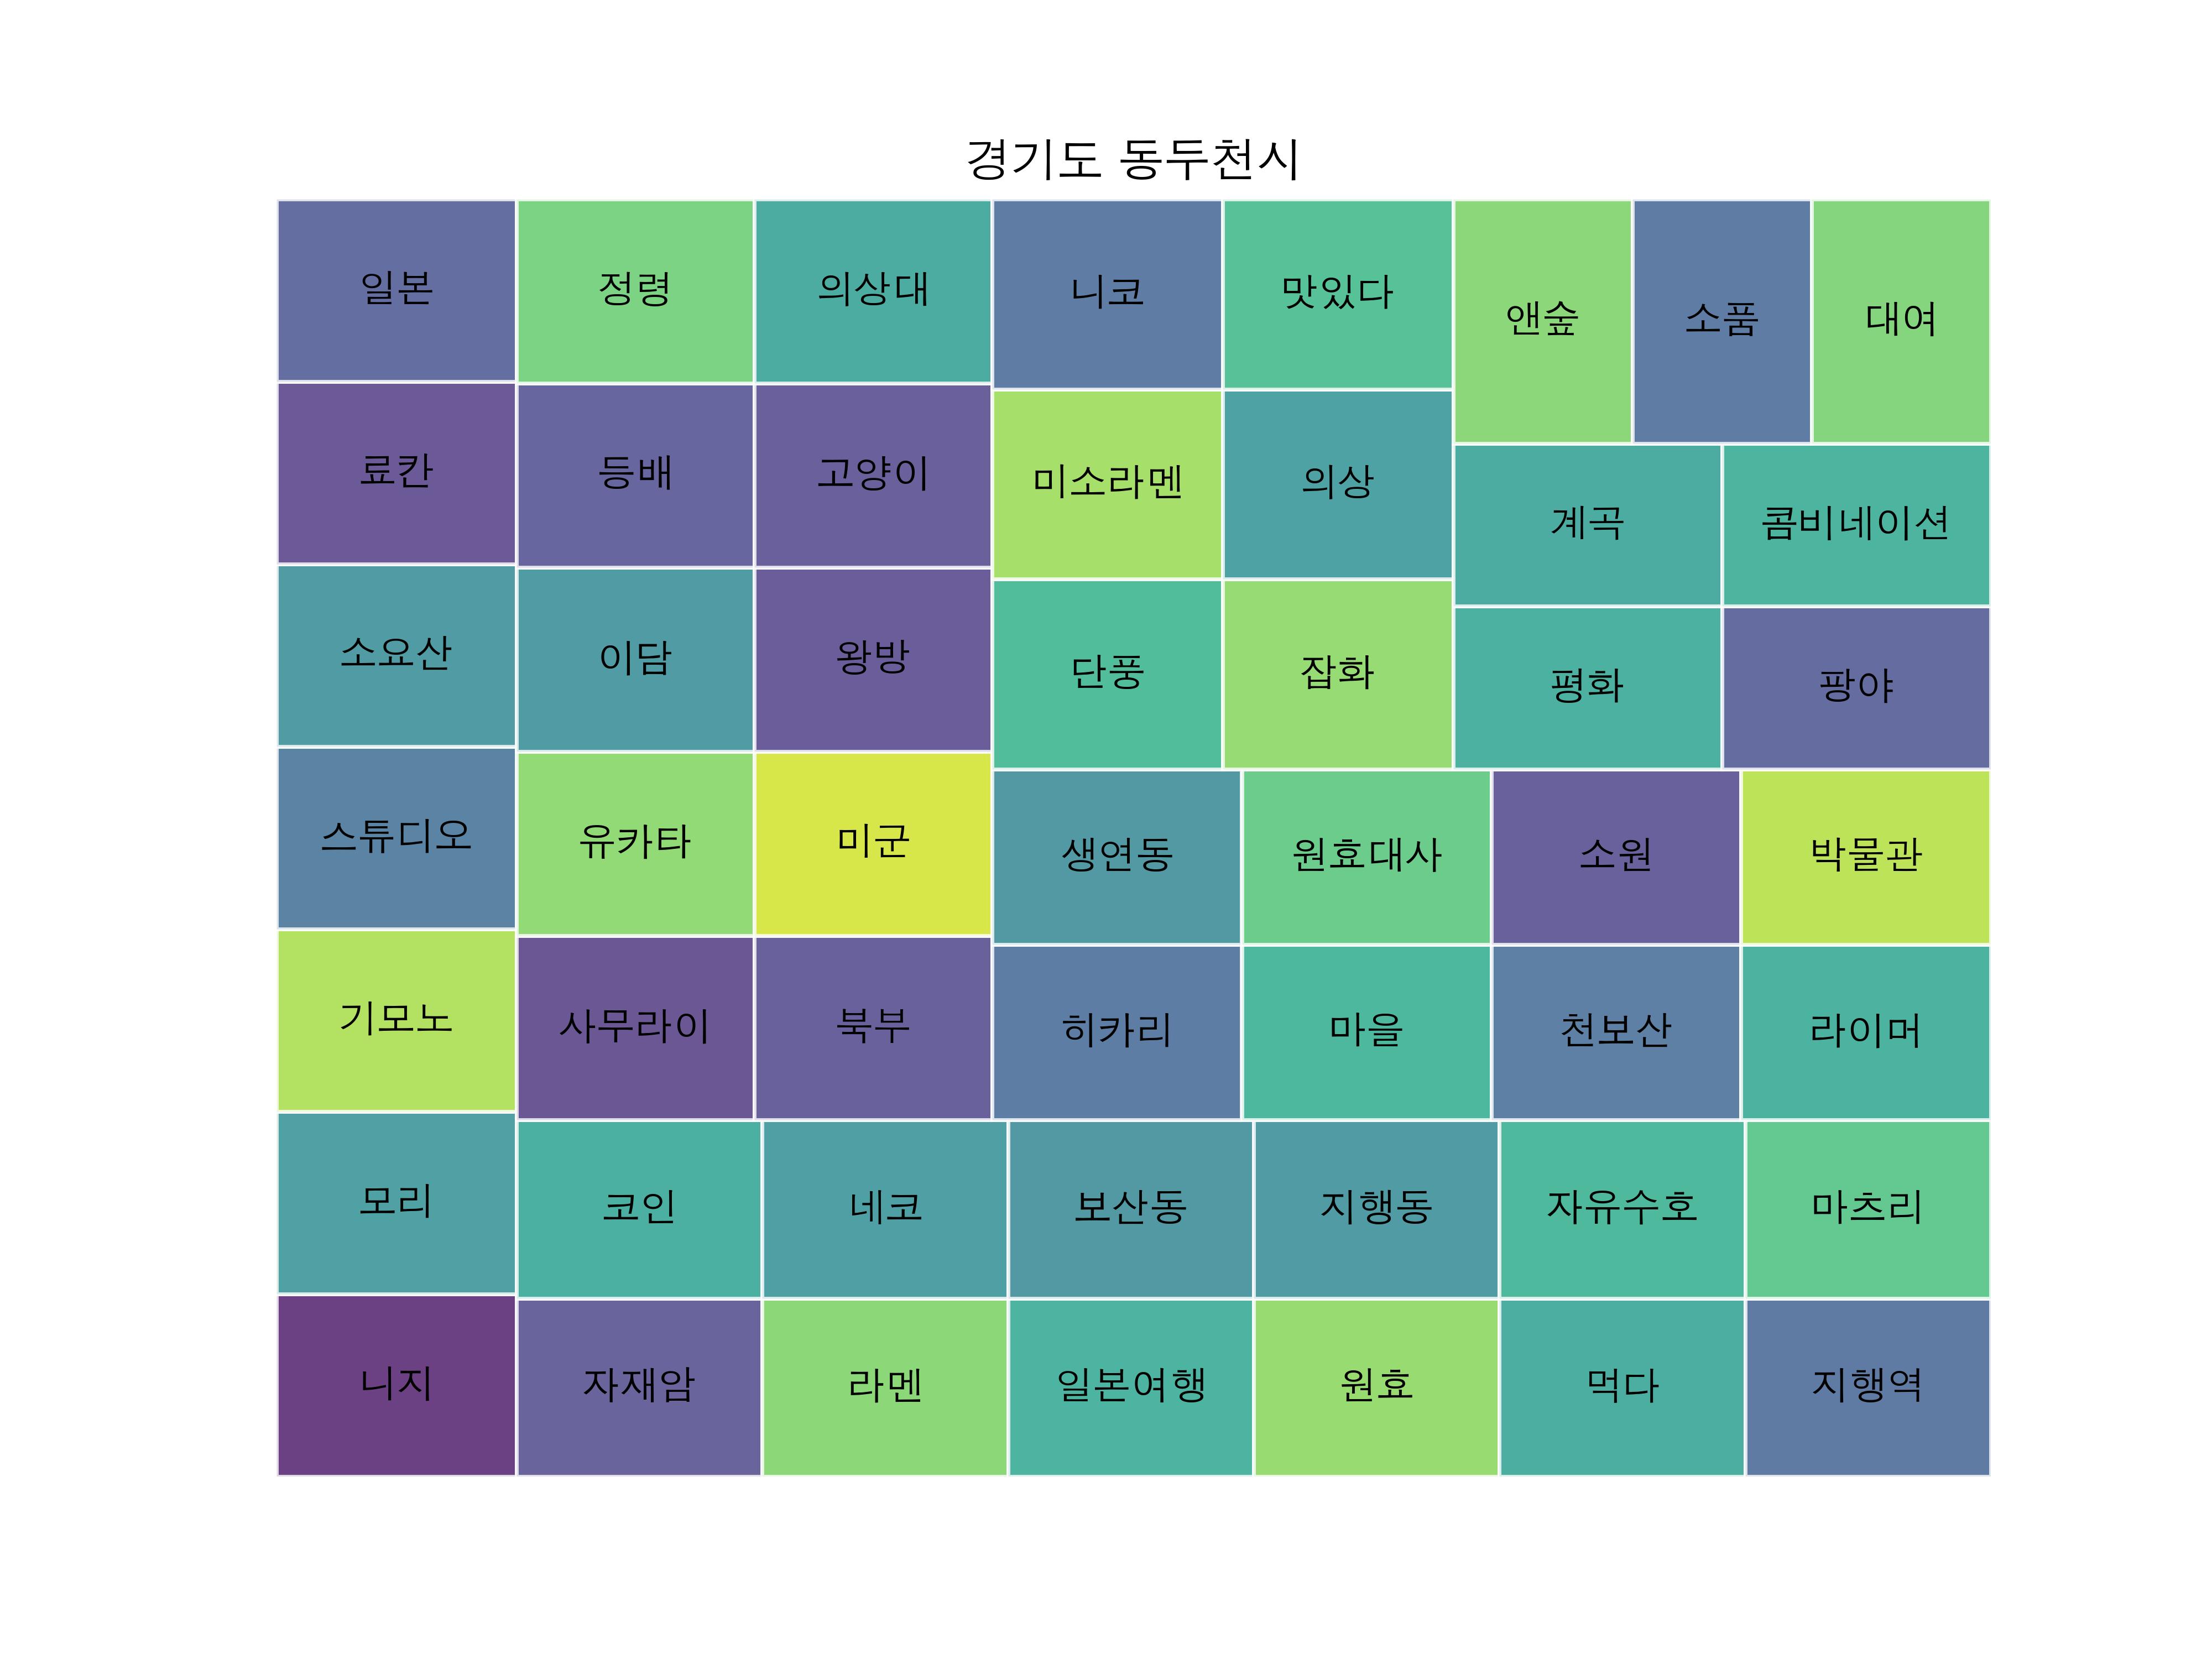 경기도 동두천시
일본 정령 의상대 니코 맛있다 앤숲 소품 대여
료칸 등배 고양이 미소라멘 의상 계곡 콤비네이션
소요산 이담 왕방 단풍 잡화 평화 팡야
스튜디오 유카타 미군 생연동 원효대사 소원 박물관
기모노 사무라이 북부 히카리 마을 천보산 라이머
모리 코인 네코 보산동 지행동 자유수호 마츠리
니지 자재암 라멘 일본여행 원효 먹다 지행역